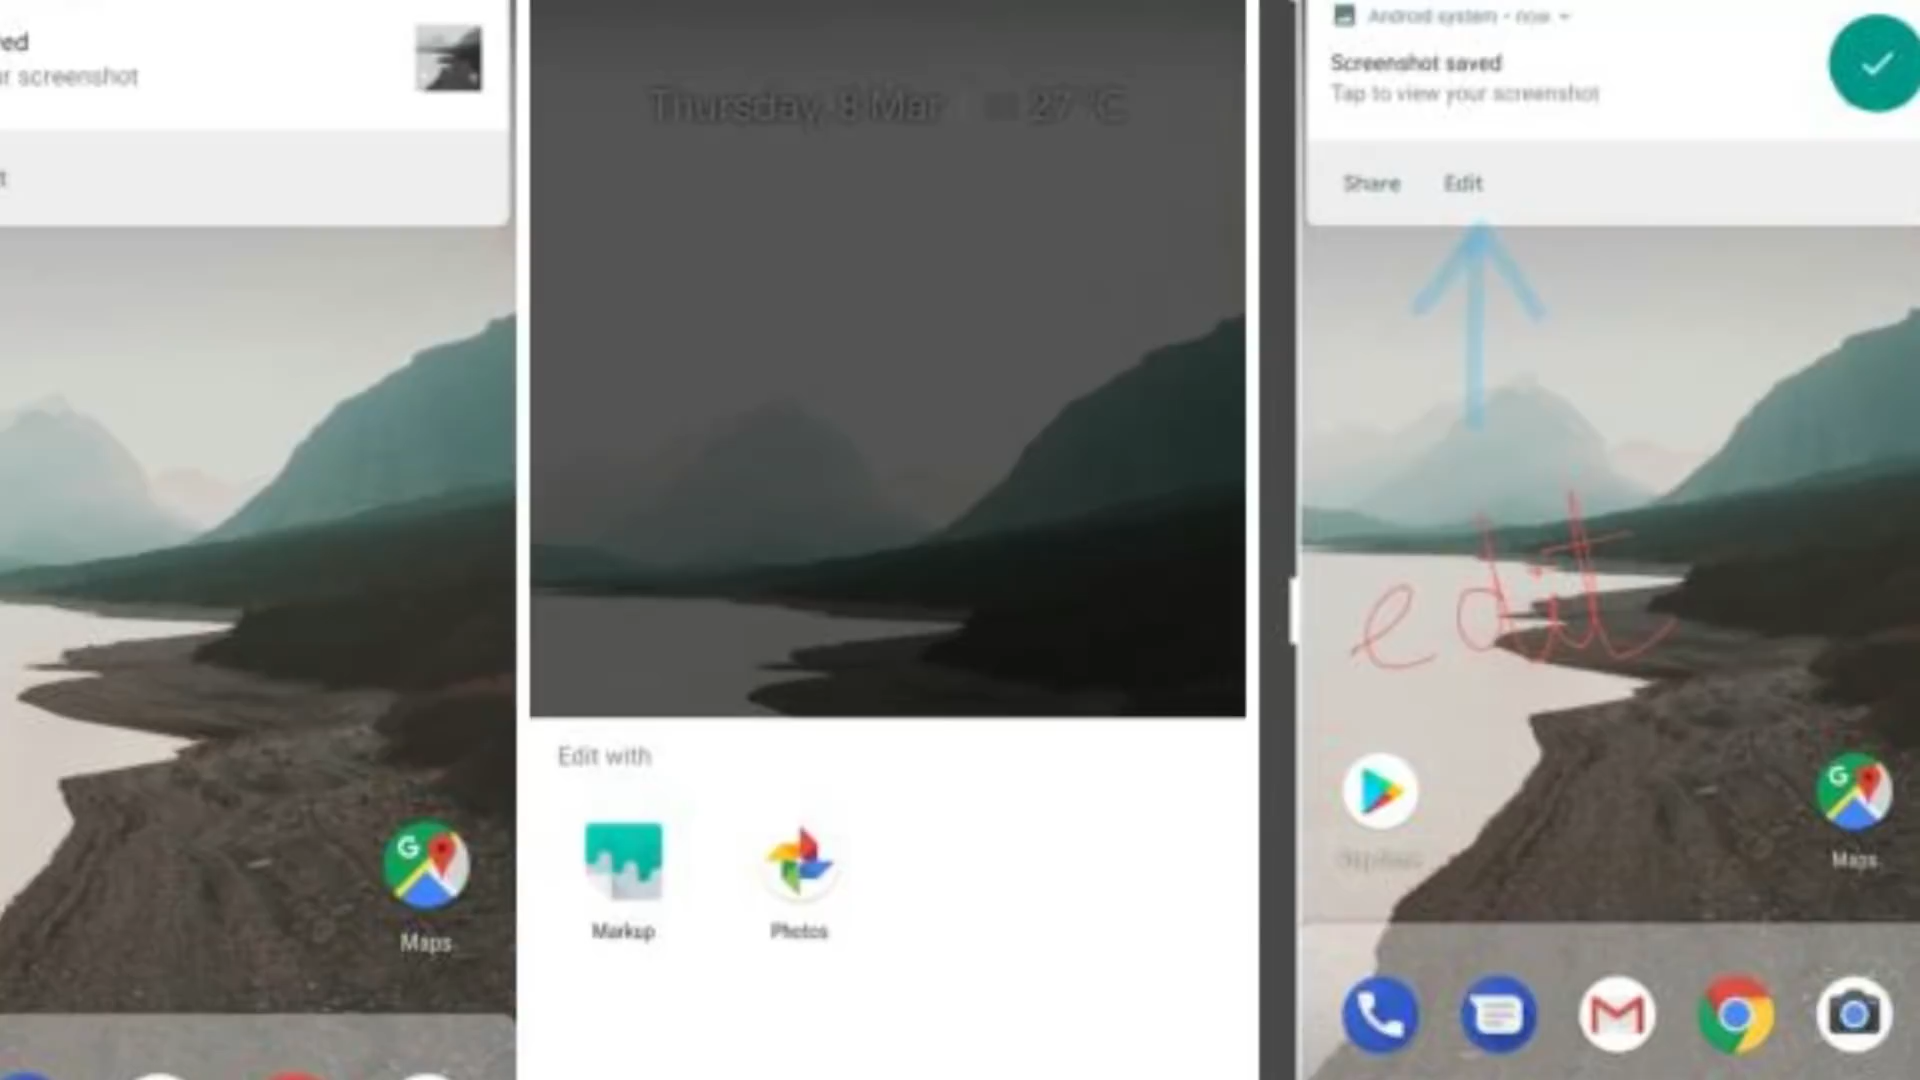 ed
r screenshot
t
Maps
Thursday, 8 Mar 27 °C
Edit with
Markup
Photos
Android system • now
Screenshot saved
Tap to view your screenshot
Share Edit
edit
Maps